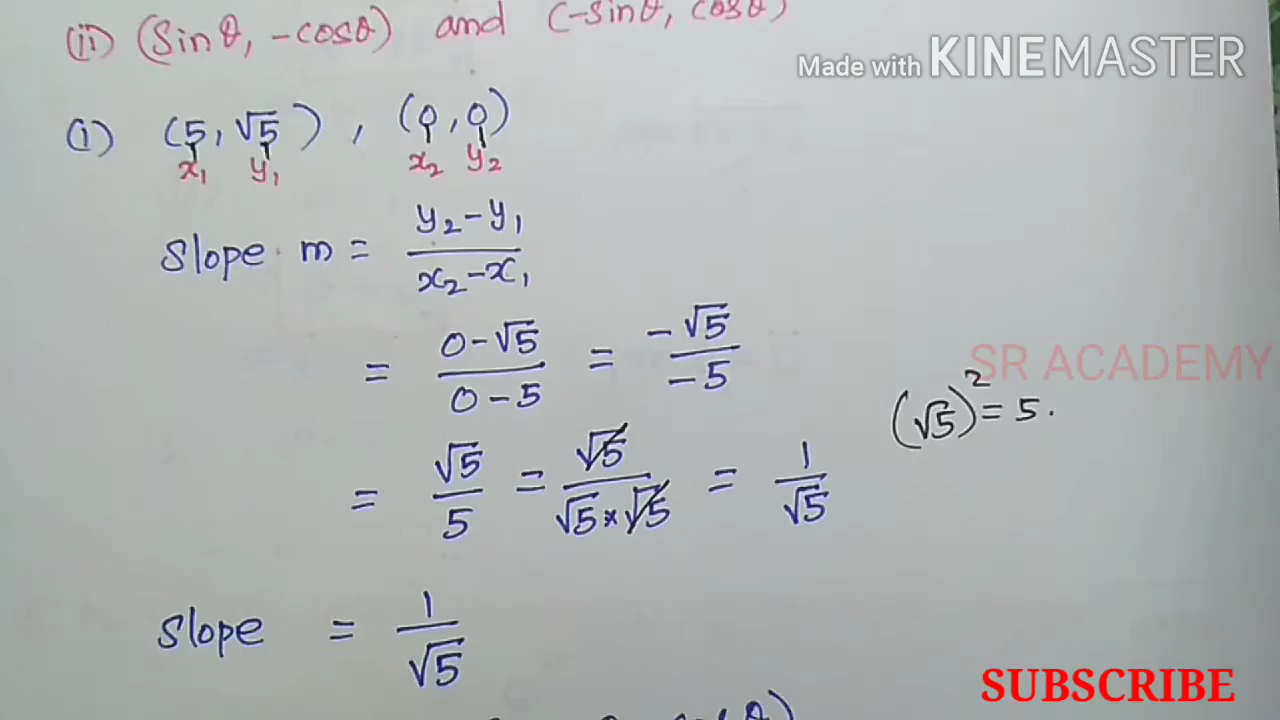 (ii) (Sinθ, -cosθ) and (-sinθ, cosθ)
Made with KINEMASTER
(i) (5, √5), (0, 0)
x₁ y₁ x₂ y₂
Slope m = (y₂-y₁)/(x₂-x₁)
= (0-√5)/(0-5) = (-√5)/(-5)
SR ACADEMY
(√5)² = 5.
= √5/5 = √5/(√5×√5) = 1/√5
Slope = 1/√5
SUBSCRIBE